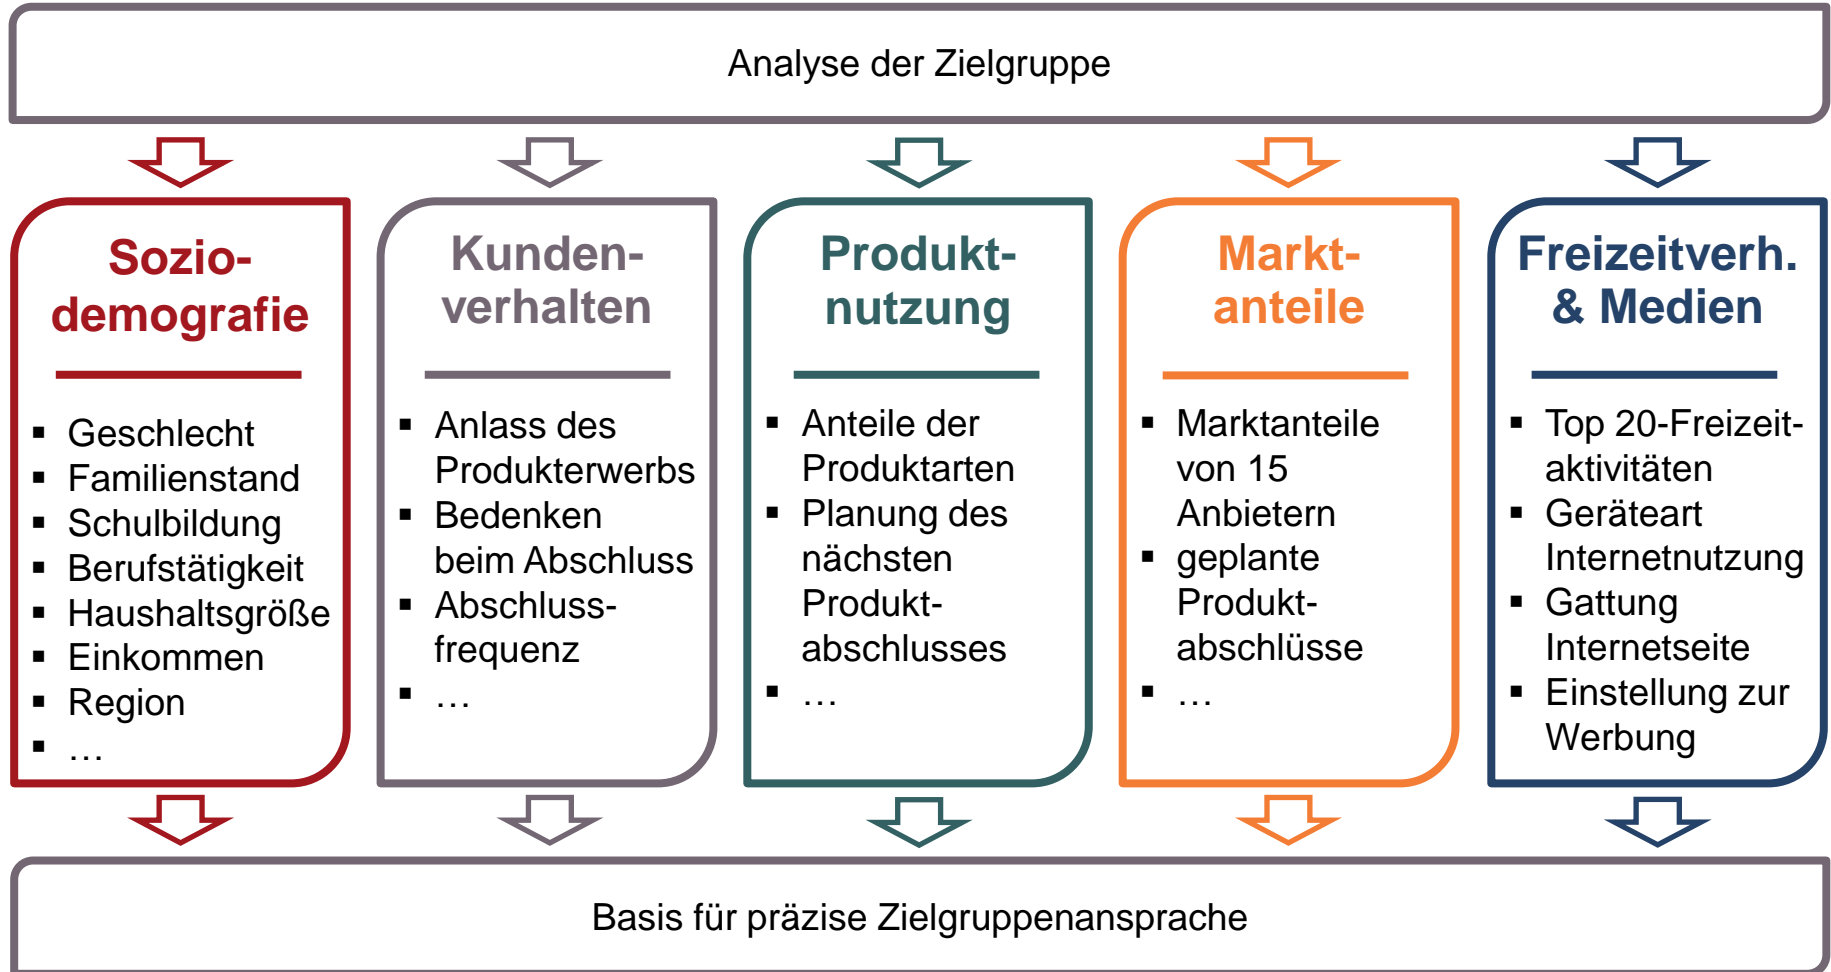 Analyse der Zielgruppe
Sozio-
demografie
▪ Geschlecht
▪ Familienstand
▪ Schulbildung
▪ Berufstätigkeit
▪ Haushaltsgröße
▪ Einkommen
▪ Region
▪ …
Kunden-
verhalten
▪ Anlass des
Produkterwerbs
▪ Bedenken
beim Abschluss
▪ Abschluss-
frequenz
▪ …
Produkt-
nutzung
▪ Anteile der
Produktarten
▪ Planung des
nächsten
Produkt-
abschlusses
▪ …
Markt-
anteile
▪ Marktanteile
von 15
Anbietern
▪ geplante
Produkt-
abschlüsse
▪ …
Freizeitverh.
& Medien
▪ Top 20-Freizeit-
aktivitäten
▪ Geräteart
Internetnutzung
▪ Gattung
Internetseite
▪ Einstellung zur
Werbung
Basis für präzise Zielgruppenansprache